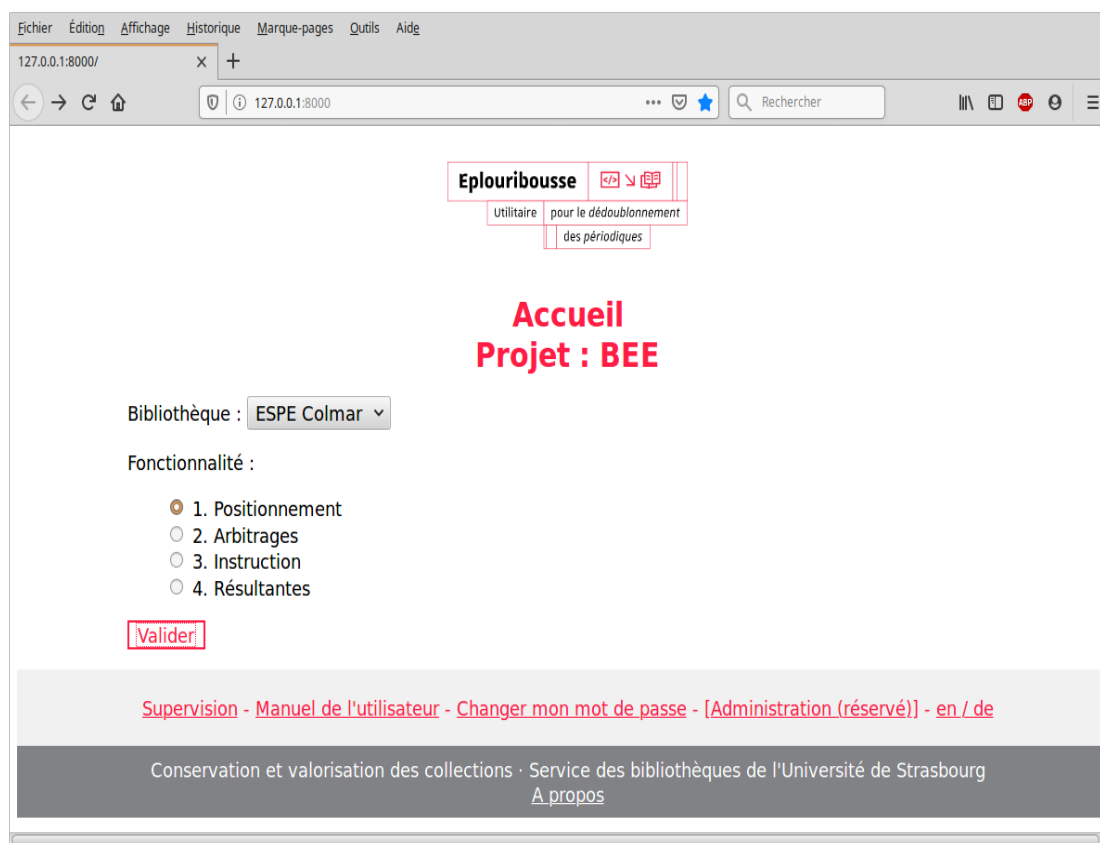 Fichier Édition Affichage Historique Marque-pages Outils Aide
127.0.0.1:8000/
127.0.0.1:8000 Rechercher ABP
Eplouribousse </>
Utilitaire pour le dédoublonnement
des périodiques
Accueil
Projet : BEE
Bibliothèque : ESPE Colmar
Fonctionnalité :
1. Positionnement
2. Arbitrages
3. Instruction
4. Résultantes
Valider
Supervision - Manuel de l'utilisateur - Changer mon mot de passe - [Administration (réservé)] - en / de
Conservation et valorisation des collections · Service des bibliothèques de l'Université de Strasbourg
A propos